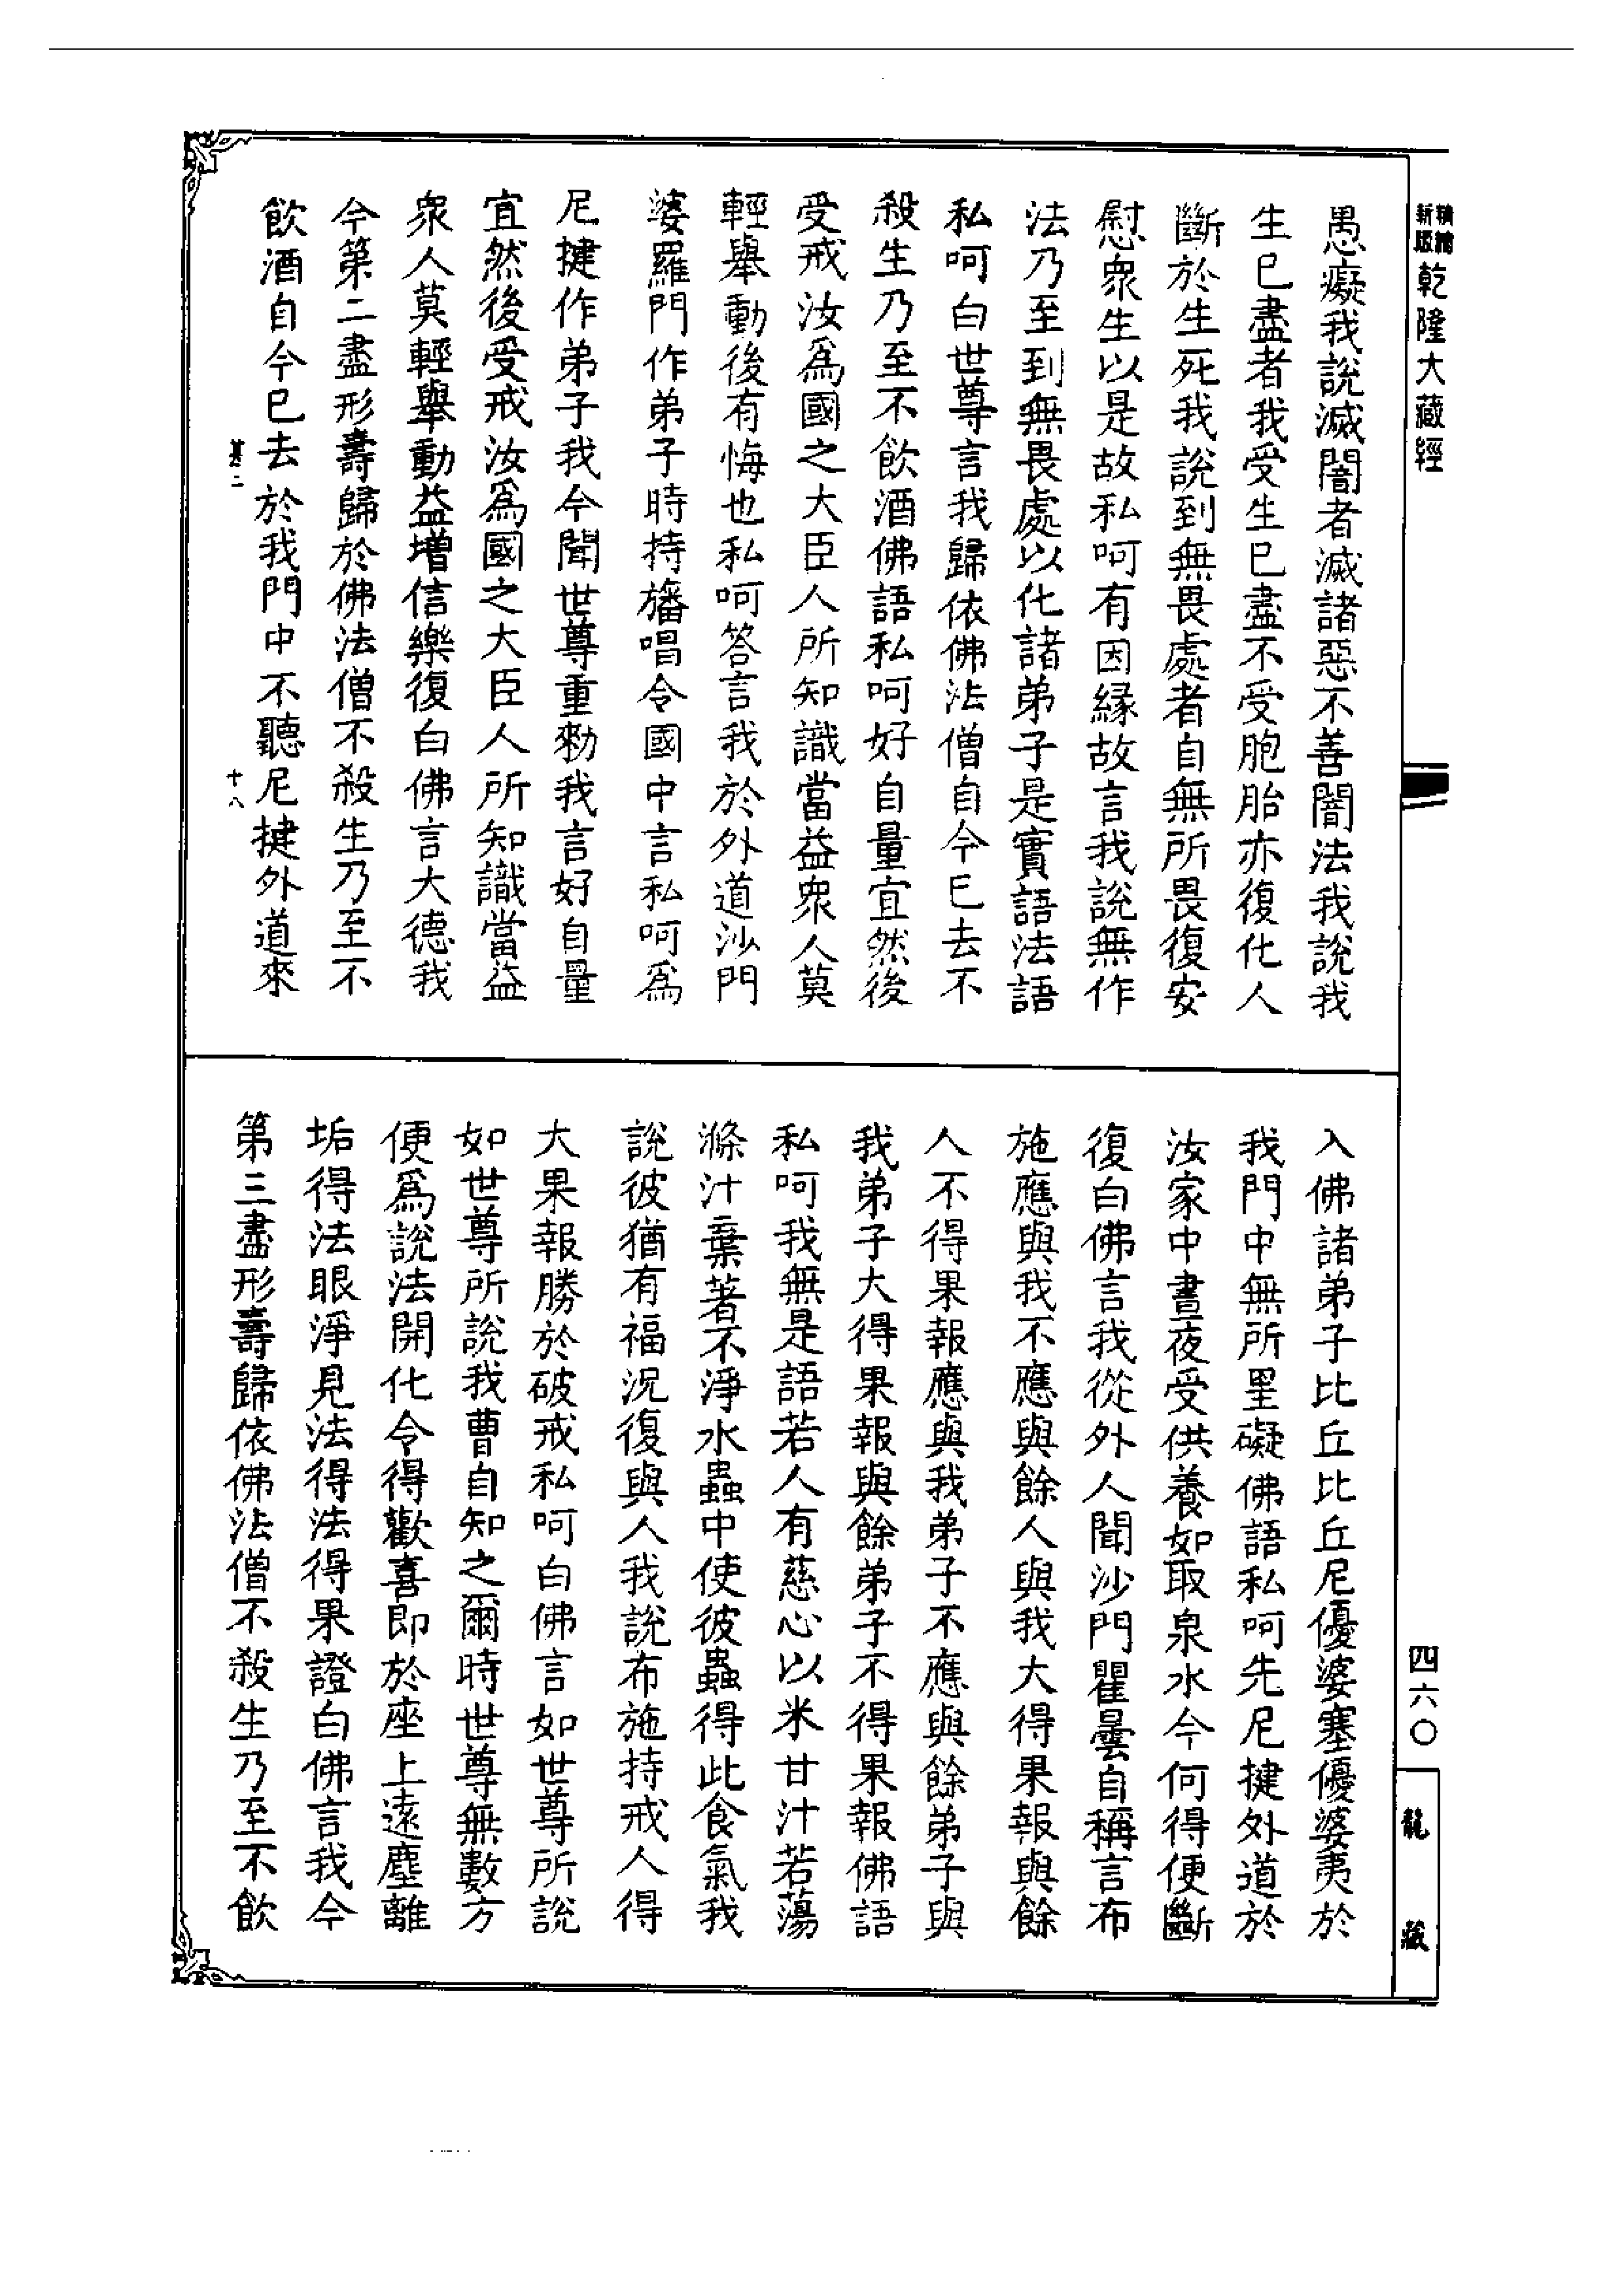 精繪
新版
乾隆大藏經
愚癡我說滅闇者滅諸惡不善闇法我說我
生已盡者我受生已盡不受胞胎亦復化人
斷於生死我說到無畏處者自無所畏復安
慰衆生以是故私呵有因緣故言我說無作
法乃至到無畏處以化諸弟子是實語法語
私呵白世尊言我歸依佛法僧自今已去不
殺生乃至不飲酒佛語私呵好自量宜然後
受戒汝爲國之大臣人所知識當益衆人莫
輕舉動後有悔也私呵答言我於外道沙門
婆羅門作弟子時持旛唱令國中言私呵爲
尼揵作弟子我今聞世尊重勑我言好自量
宜然後受戒汝爲國之大臣人所知識當益
衆人莫輕舉動益增信樂復白佛言大德我
今第二盡形壽歸於佛法僧不殺生乃至不
飲酒自今已去於我門中不聽尼揵外道來
基二
十八
入佛諸弟子比丘比丘尼優婆塞優婆夷於
我門中無所罣礙佛語私呵先尼揵外道於
汝家中晝夜受供養如取泉水今何得便斷
復白佛言我從外人聞沙門瞿曇自稱言布
施應與我不應與餘人與我大得果報與餘
人不得果報應與我弟子不應與餘弟子與
我弟子大得果報與餘弟子不得果報佛語
私呵我無是語若人有慈心以米甘汁若蕩
滌汁棄著不淨水蟲中使彼蟲得此食氣我
說彼猶有福況復與人我說布施持戒人得
大果報勝於破戒私呵白佛言如世尊所說
如世尊所說我曹自知之爾時世尊無數方
便爲說法開化令得歡喜即於座上遠塵離
垢得法眼淨見法得法得果證白佛言我今
第三盡形壽歸依佛法僧不殺生乃至不飲
四六〇
龍藏